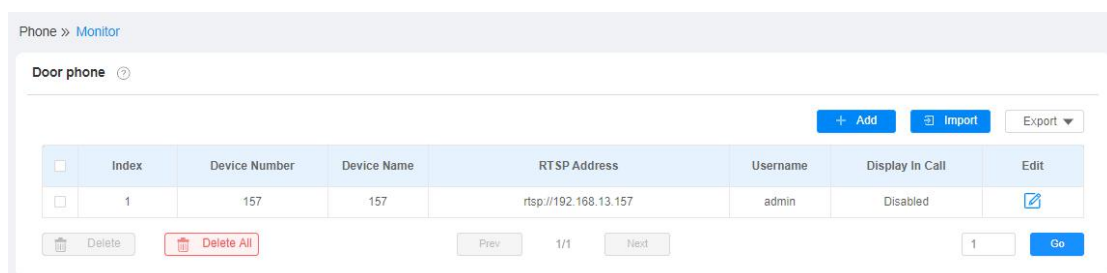 Phone » Monitor
Door phone ?
+ Add Import Export
Index Device Number Device Name RTSP Address Username Display In Call Edit
1 157 157 rtsp://192.168.13.157 admin Disabled
Delete Delete All Prev 1/1 Next 1 Go